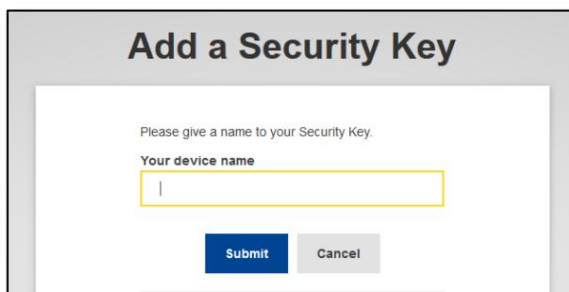 Add a Security Key
Please give a name to your Security Key.
Your device name
Submit Cancel